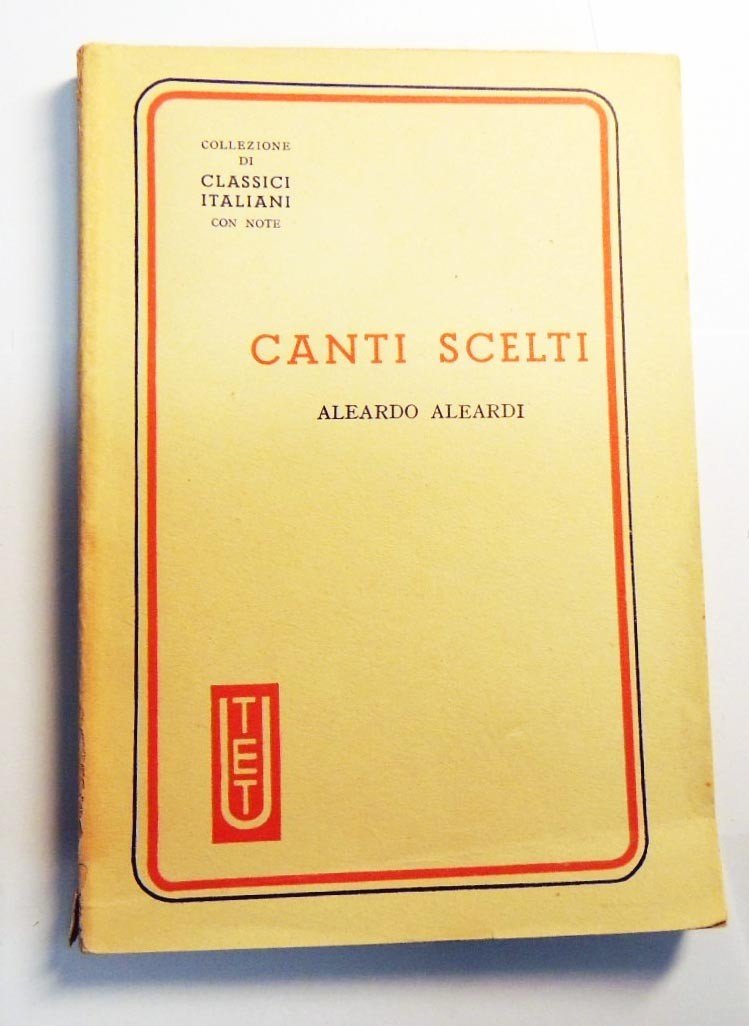 COLLEZIONE
DI
CLASSICI
ITALIANI
CON NOTE
CANTI SCELTI
ALEARDO ALEARDI
UTET